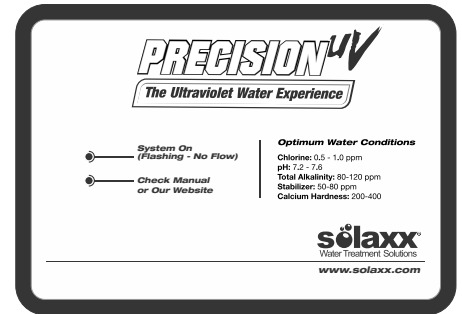 PRECISION UV
The Ultraviolet Water Experience
System On
(Flashing - No Flow)
Check Manual
or Our Website
Optimum Water Conditions
Chlorine: 0.5 - 1.0 ppm
pH: 7.2 - 7.6
Total Alkalinity: 80-120 ppm
Stabilizer: 50-80 ppm
Calcium Hardness: 200-400
sölaxx
Water Treatment Solutions
www.solaxx.com